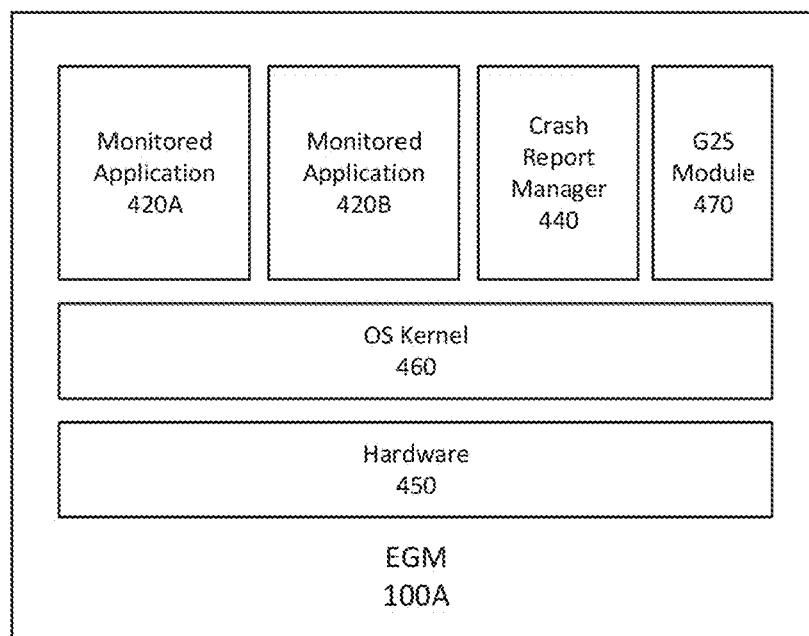 Monitored
Application
420A
Monitored
Application
420B
Crash
Report
Manager
440
G2S
Module
470
OS Kernel
460
Hardware
450
EGM
100A